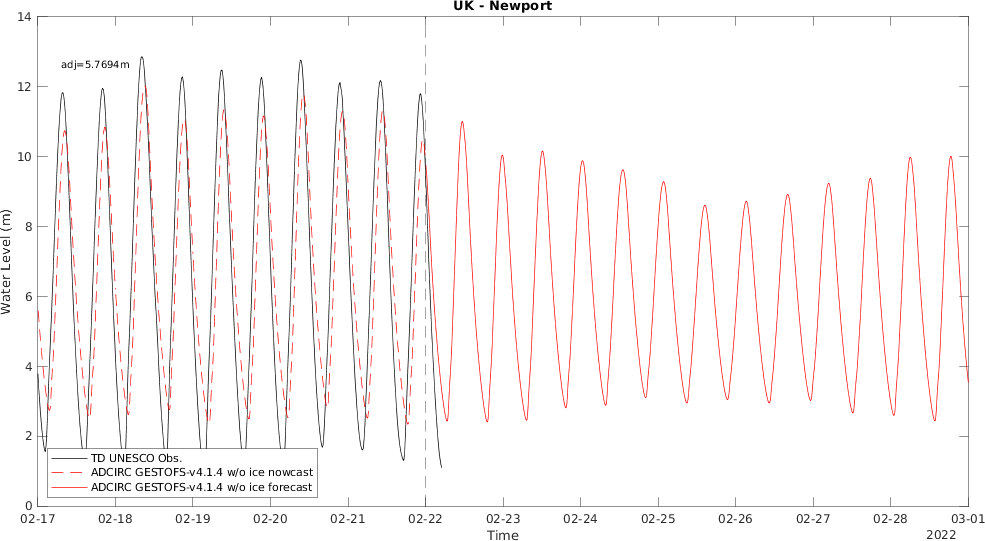 UK - Newport
14
adj=5.7694m
12
10
8
6
4
2
0
Water Level (m)
TD UNESCO Obs.
ADCIRC GESTOFS-v4.1.4 w/o ice nowcast
ADCIRC GESTOFS-v4.1.4 w/o ice forecast
02-17 02-18 02-19 02-20 02-21 02-22 02-23 02-24 02-25 02-26 02-27 02-28 03-01
Time
2022